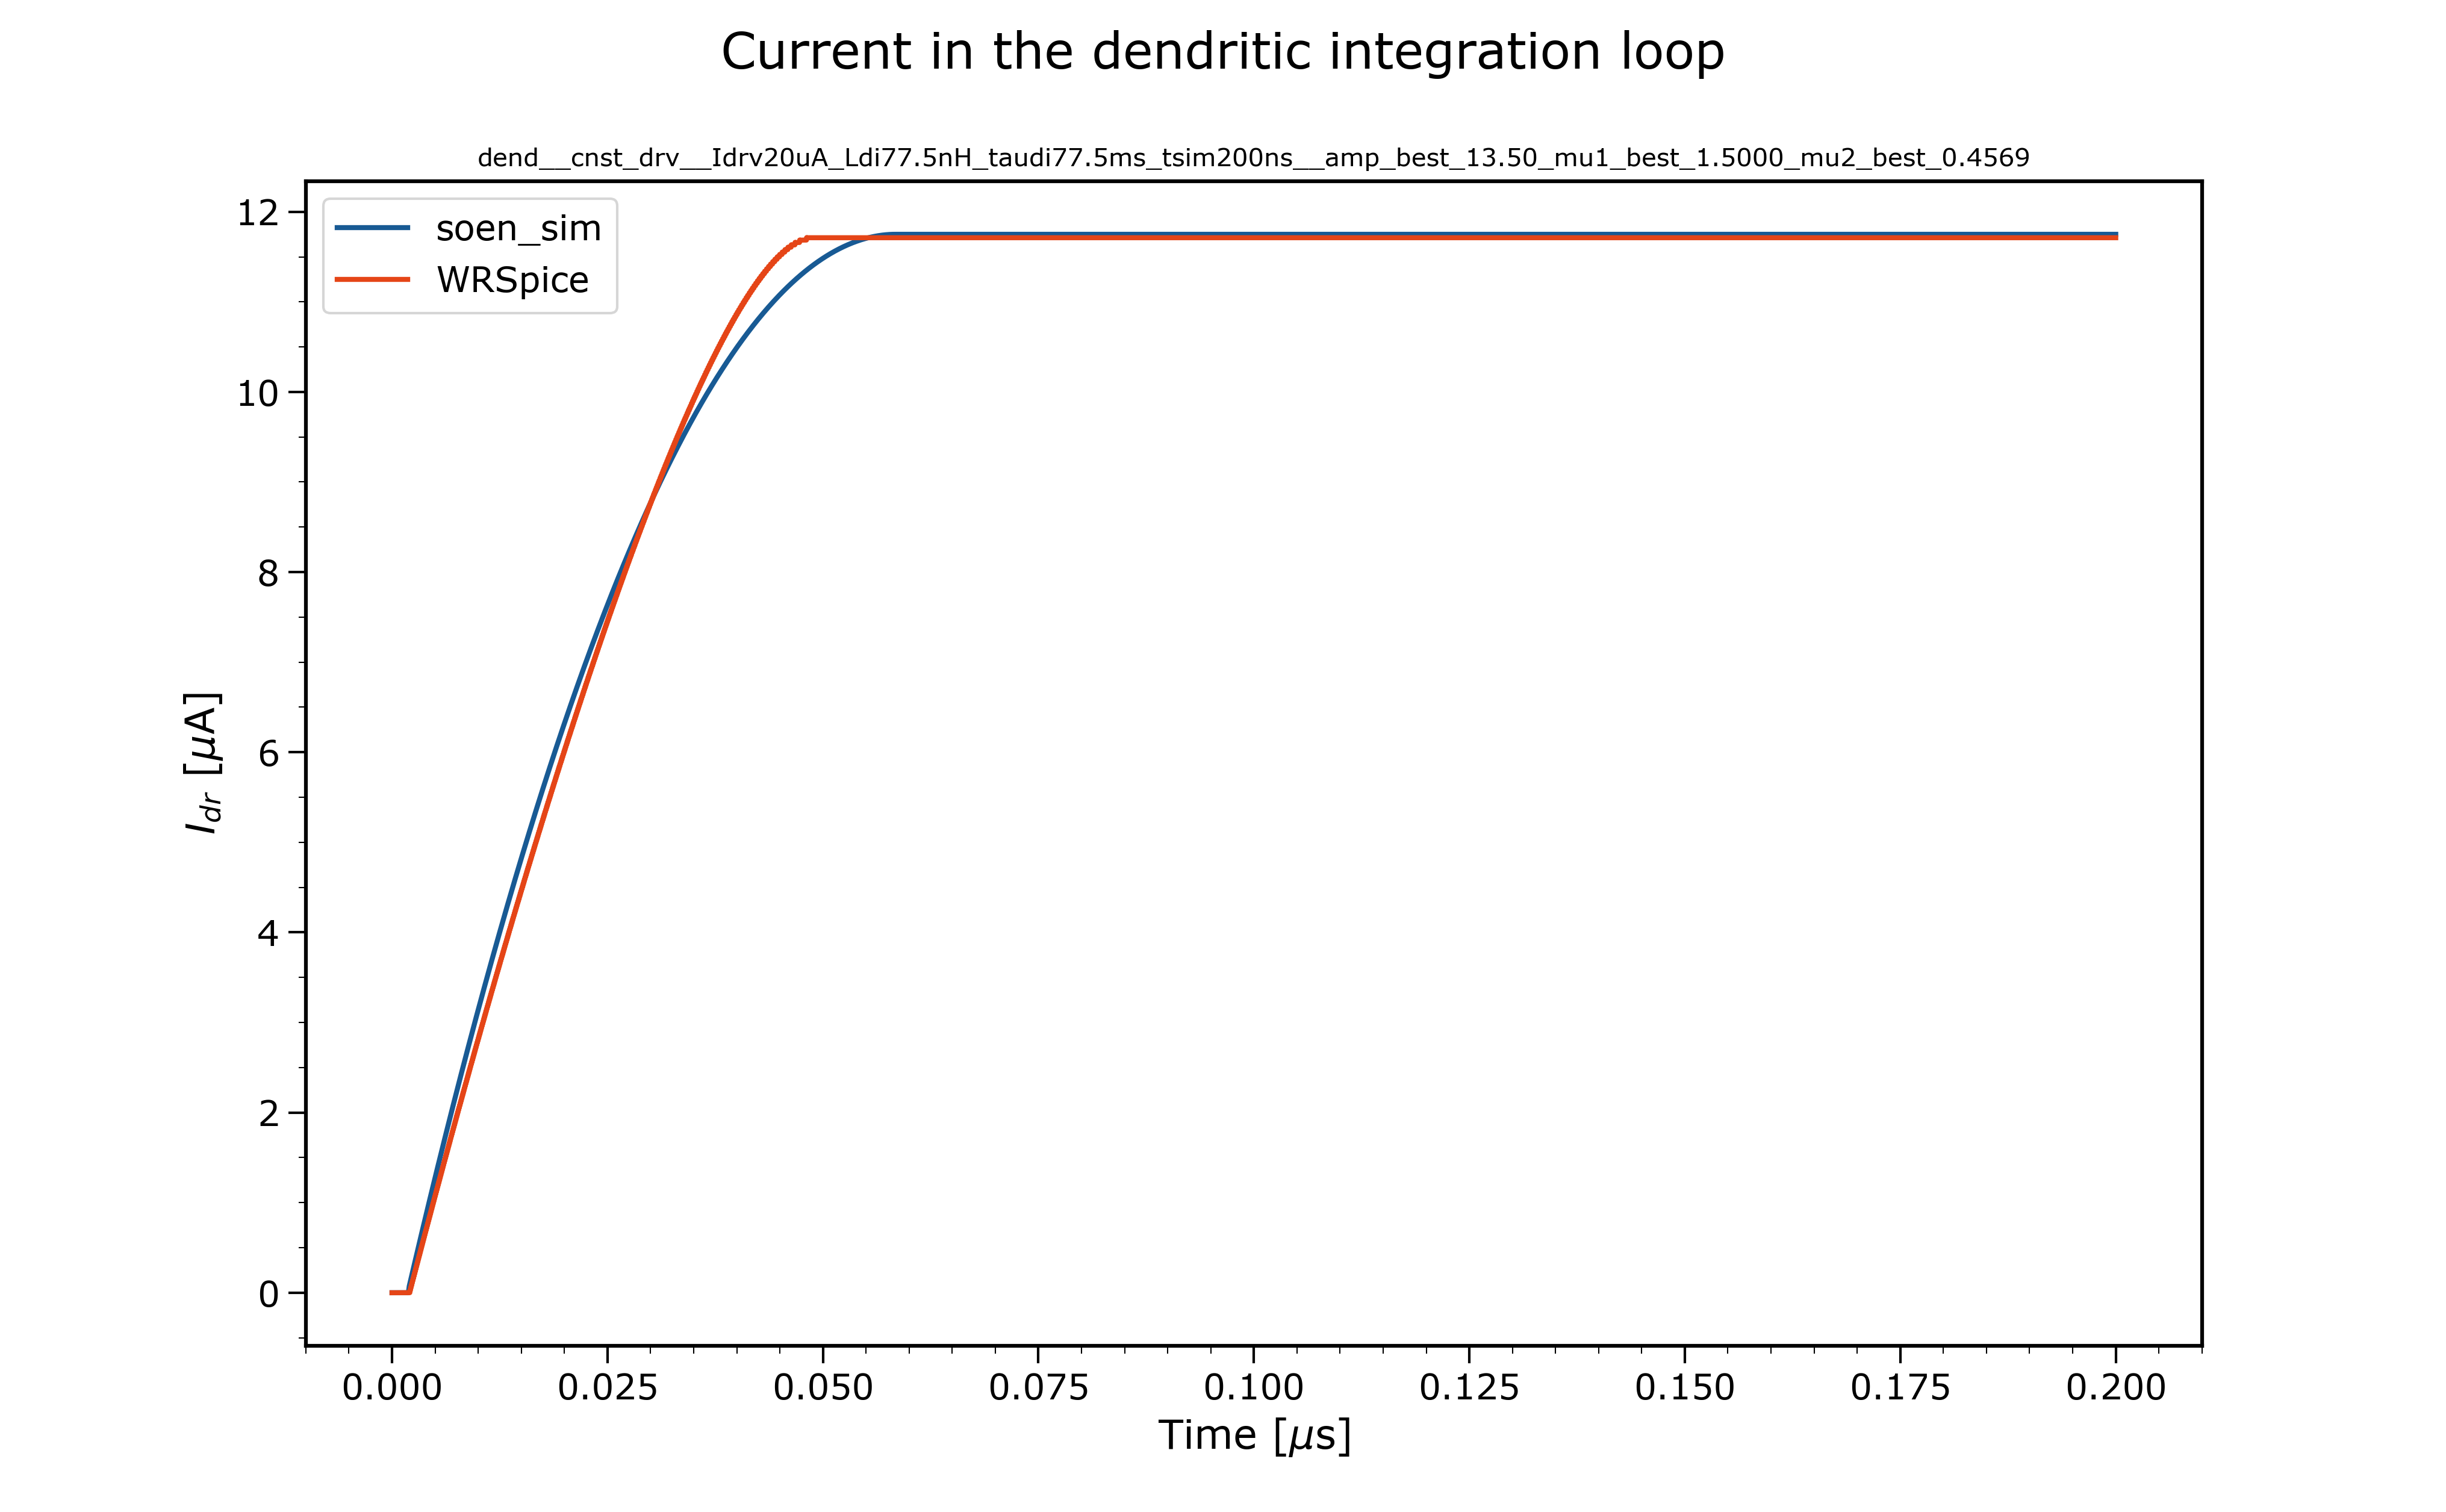 Current in the dendritic integration loop
dend__cnst_drv__Idrv20uA_Ldi77.5nH_taudi77.5ms_tsim200ns__amp_best_13.50_mu1_best_1.5000_mu2_best_0.4569
soen_sim
WRSpice
12
10
8
6
4
2
0
I_dr [μA]
0.000 0.025 0.050 0.075 0.100 0.125 0.150 0.175 0.200
Time [μs]